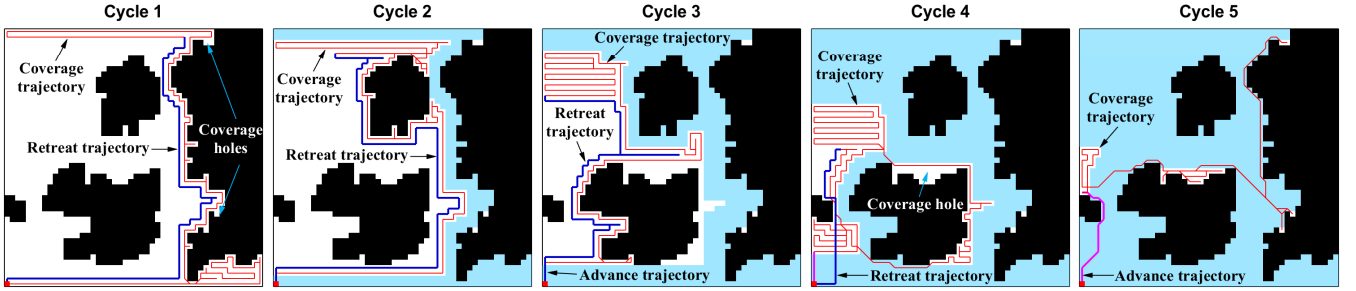 Cycle 1
Coverage
trajectory
Coverage
holes
Retreat trajectory
Cycle 2
Coverage
trajectory
Retreat trajectory
Cycle 3
Coverage trajectory
Retreat
trajectory
Advance trajectory
Cycle 4
Coverage
trajectory
Coverage hole
Retreat trajectory
Cycle 5
Coverage
trajectory
Advance trajectory